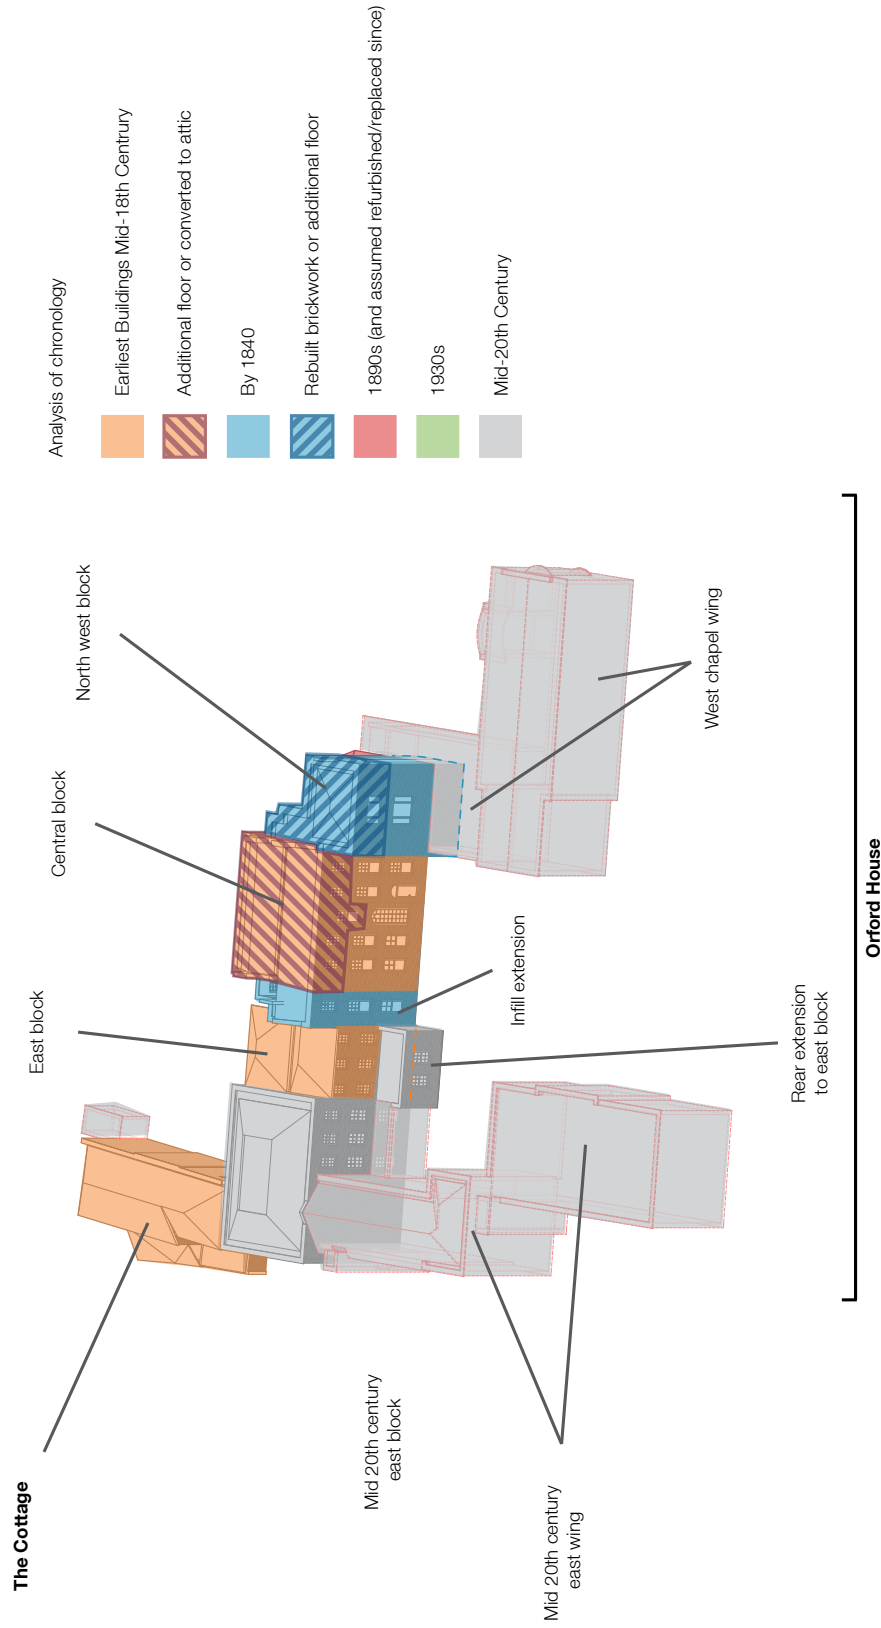 The Cottage
East block
Central block
North west block
Analysis of chronology
Earliest Buildings Mid-18th Centrury
Additional floor or converted to attic
By 1840
Rebuilt brickwork or additional floor
1890s (and assumed refurbished/replaced since)
1930s
Mid-20th Century
Mid 20th century
east block
Mid 20th century
east wing
Infill extension
West chapel wing
Rear extension
to east block
Orford House